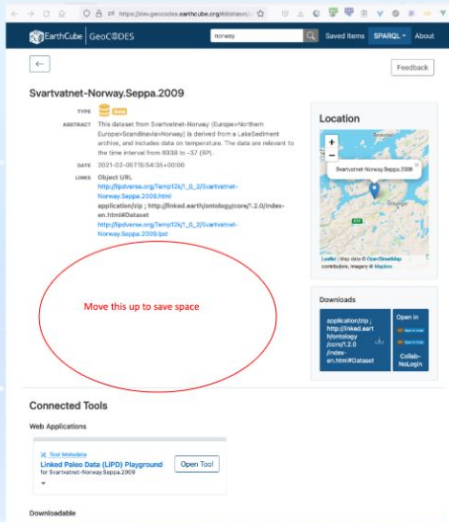 https://dev.geocodes.earthcube.org/#/dataset/
EarthCube GeoCODES
norway
Saved Items SPARQL About
Feedback
Svartvatnet-Norway.Seppa.2009
TYPE
ABSTRACT This dataset from Svartvatnet-Norway (Europe>Northern
Europe>Scandinavia>Norway) is derived from a LakeSediment
archive, and includes data on temperature. The data are relevant to
the time interval from 8938 to -37 (BP).
DATE 2021-02-05T15:54:35+00:00
LINKS Object URL
http://lipdverse.org/Temp12k/1_0_2/Svartvatnet-
Norway.Seppa.2009.html
application/zip ; http://linked.earth/ontology/core/1.2.0/index-
en.html#Dataset
http://lipdverse.org/Temp12k/1_0_2/Svartvatnet-
Norway.Seppa.2009.lpd
Move this up to save space
Location
+
−
Svartvatnet-Norway.Seppa.2009
Leaflet | Map data © OpenStreetMap
contributors, Imagery © Mapbox
Downloads
application/zip ;
http://linked.eart
h/ontology
/core/1.2.0
/index-
en.html#Dataset
Open in
Collab-
NoLogin
Connected Tools
Web Applications
Tool Metadata
Linked Paleo Data (LiPD) Playground
for Svartvatnet-Norway.Seppa.2009
Open Tool
Downloadable